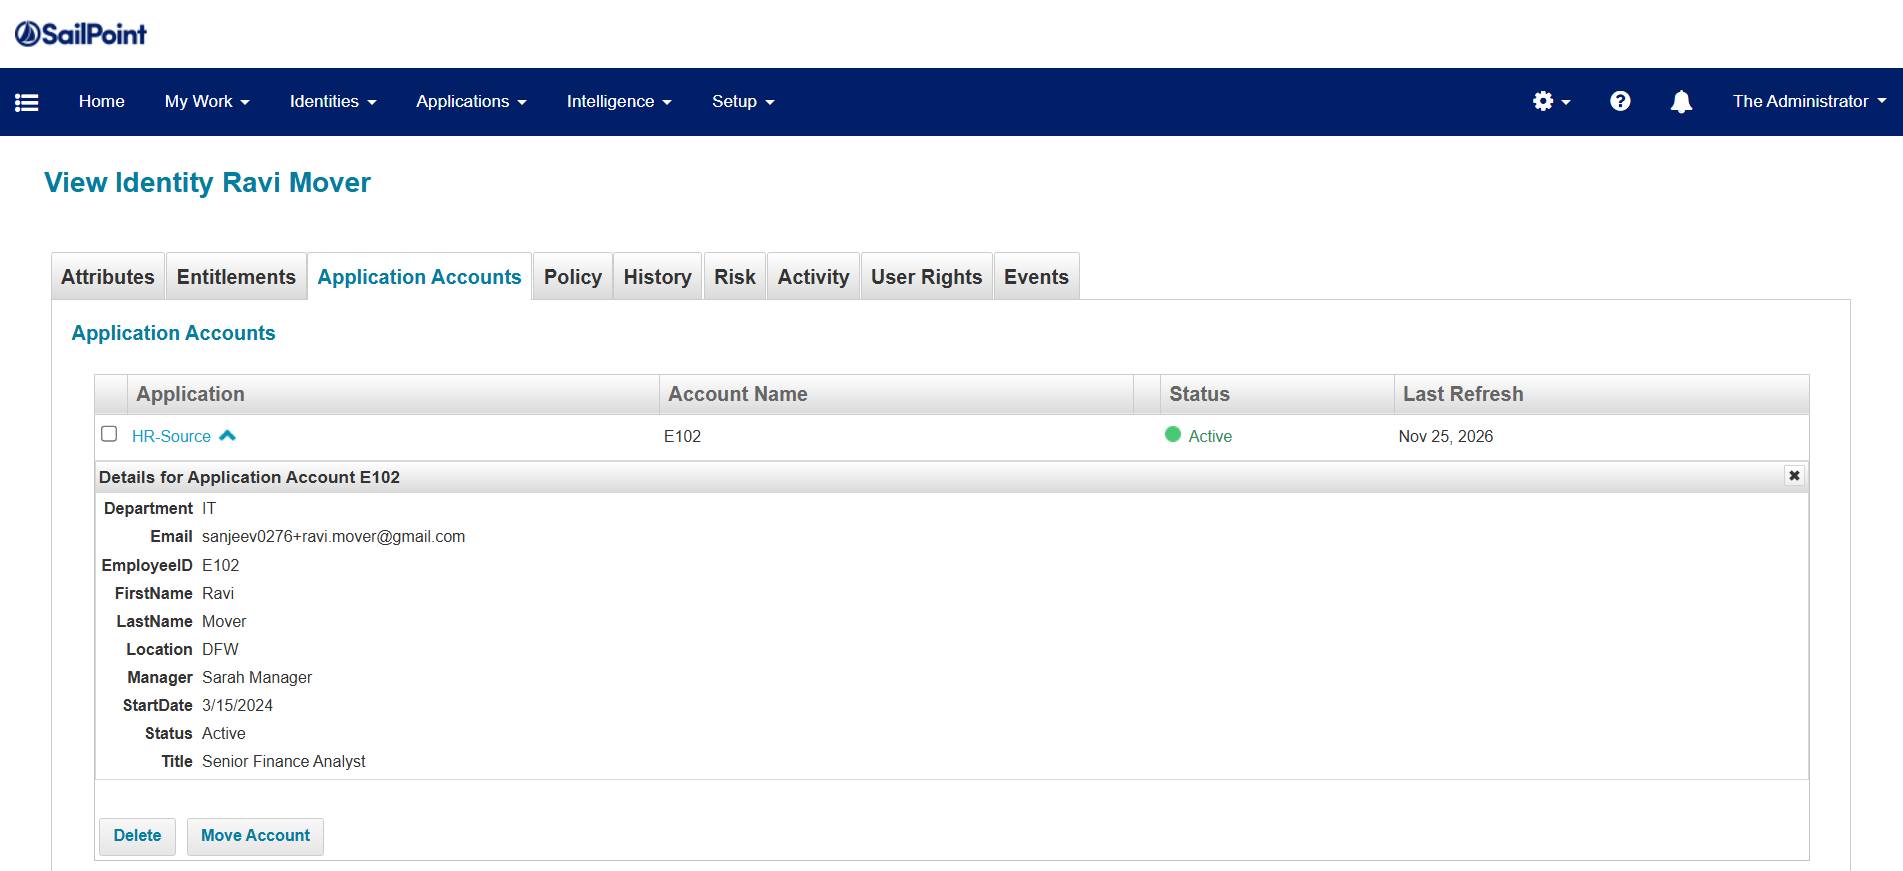 SailPoint
Home My Work Identities Applications Intelligence Setup The Administrator
View Identity Ravi Mover
Attributes Entitlements Application Accounts Policy History Risk Activity User Rights Events
Application Accounts
Application Account Name Status Last Refresh
HR-Source E102 Active Nov 25, 2026
Details for Application Account E102
Department IT
Email sanjeev0276+ravi.mover@gmail.com
EmployeeID E102
FirstName Ravi
LastName Mover
Location DFW
Manager Sarah Manager
StartDate 3/15/2024
Status Active
Title Senior Finance Analyst
Delete Move Account